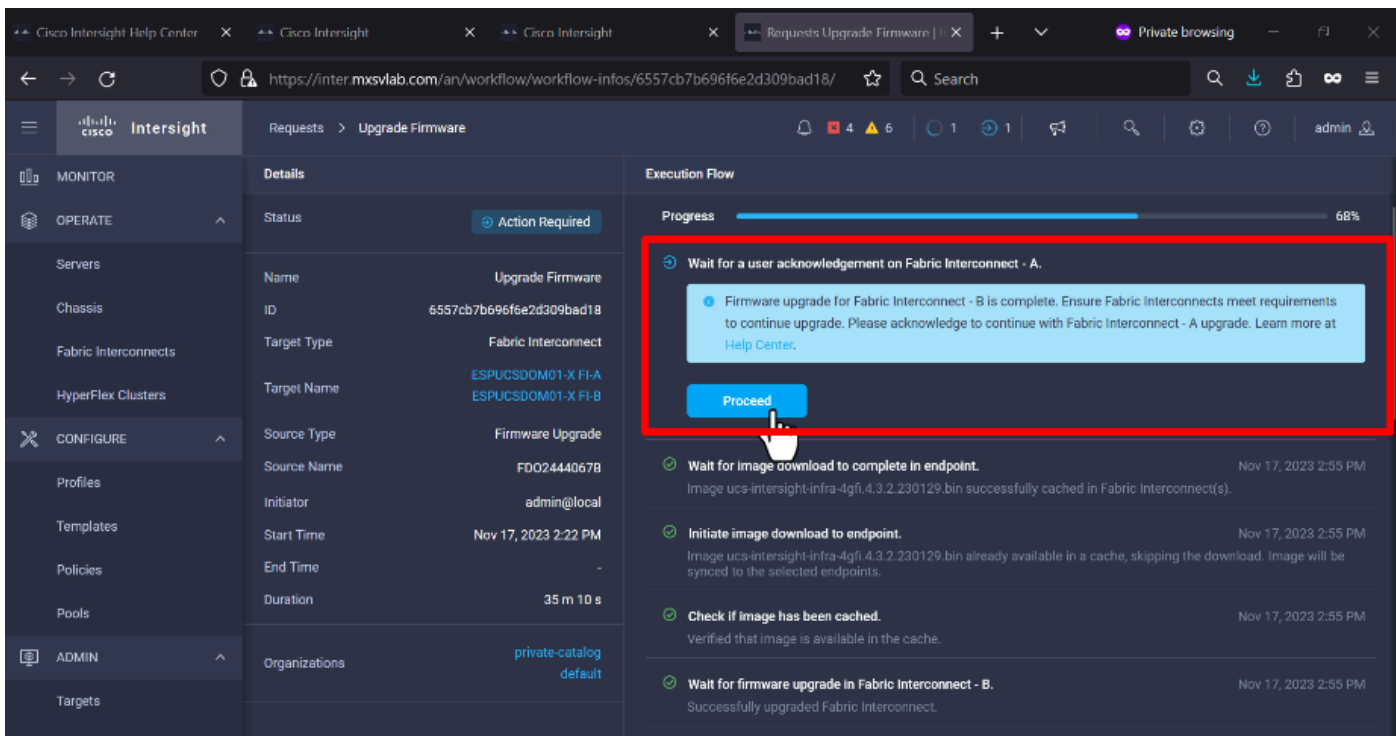 Cisco Intersight Help Center
Cisco Intersight
Cisco Intersight
Requests Upgrade Firmware | I
Private browsing
https://inter.mxsvlab.com/an/workflow/workflow-infos/6557cb7b696f6e2d309bad18/
Search
cisco Intersight
Requests > Upgrade Firmware
4 6 1 1
admin
MONITOR
OPERATE
Servers
Chassis
Fabric Interconnects
HyperFlex Clusters
CONFIGURE
Profiles
Templates
Policies
Pools
ADMIN
Targets
Details
Status Action Required
Name Upgrade Firmware
ID 6557cb7b696f6e2d309bad18
Target Type Fabric Interconnect
Target Name ESPUCSDOM01-X FI-A
ESPUCSDOM01-X FI-B
Source Type Firmware Upgrade
Source Name FDO2444067B
Initiator admin@local
Start Time Nov 17, 2023 2:22 PM
End Time -
Duration 35 m 10 s
Organizations private-catalog
default
Execution Flow
Progress 68%
Wait for a user acknowledgement on Fabric Interconnect - A.
Firmware upgrade for Fabric Interconnect - B is complete. Ensure Fabric Interconnects meet requirements
to continue upgrade. Please acknowledge to continue with Fabric Interconnect - A upgrade. Learn more at
Help Center.
Proceed
Wait for image download to complete in endpoint. Nov 17, 2023 2:55 PM
Image ucs-intersight-infra-4gfi.4.3.2.230129.bin successfully cached in Fabric Interconnect(s).
Initiate image download to endpoint. Nov 17, 2023 2:55 PM
Image ucs-intersight-infra-4gfi.4.3.2.230129.bin already available in a cache, skipping the download. Image will be
synced to the selected endpoints.
Check if image has been cached. Nov 17, 2023 2:55 PM
Verified that image is available in the cache.
Wait for firmware upgrade in Fabric Interconnect - B. Nov 17, 2023 2:55 PM
Successfully upgraded Fabric Interconnect.